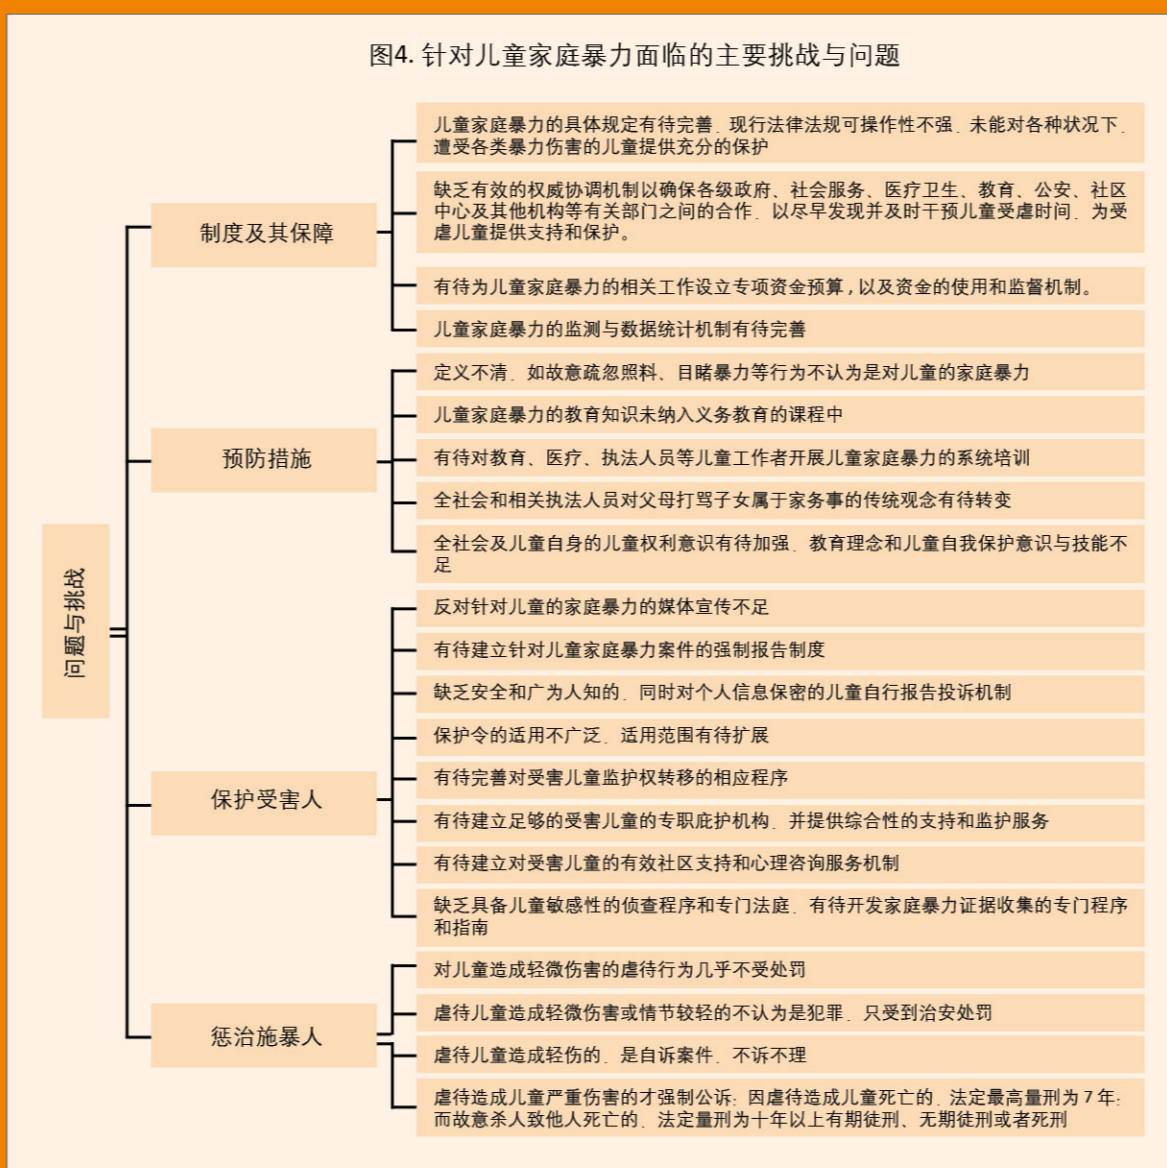 图4. 针对儿童家庭暴力面临的主要挑战与问题
问题与挑战
制度及其保障
儿童家庭暴力的具体规定有待完善﹒现行法律法规可操作性不强﹒未能对各种状况下﹒
遭受各类暴力伤害的儿童提供充分的保护
缺乏有效的权威协调机制以确保各级政府、社会服务、医疗卫生、教育、公安、社区
中心及其他机构等有关部门之间的合作﹒以尽早发现并及时干预儿童受虐时间﹒为受
虐儿童提供支持和保护。
有待为儿童家庭暴力的相关工作设立专项资金预算,以及资金的使用和监督机制。
儿童家庭暴力的监测与数据统计机制有待完善
预防措施
定义不清﹒如故意疏忽照料、目睹暴力等行为不认为是对儿童的家庭暴力
儿童家庭暴力的教育知识未纳入义务教育的课程中
有待对教育、医疗、执法人员等儿童工作者开展儿童家庭暴力的系统培训
全社会和相关执法人员对父母打骂子女属于家务事的传统观念有待转变
全社会及儿童自身的儿童权利意识有待加强﹒教育理念和儿童自我保护意识与技能不
足
保护受害人
反对针对儿童的家庭暴力的媒体宣传不足
有待建立针对儿童家庭暴力案件的强制报告制度
缺乏安全和广为人知的﹒同时对个人信息保密的儿童自行报告投诉机制
保护令的适用不广泛﹒适用范围有待扩展
有待完善对受害儿童监护权转移的相应程序
有待建立足够的受害儿童的专职庇护机构﹒并提供综合性的支持和监护服务
有待建立对受害儿童的有效社区支持和心理咨询服务机制
缺乏具备儿童敏感性的侦查程序和专门法庭﹒有待开发家庭暴力证据收集的专门程序
和指南
惩治施暴人
对儿童造成轻微伤害的虐待行为几乎不受处罚
虐待儿童造成轻微伤害或情节较轻的不认为是犯罪﹒只受到治安处罚
虐待儿童造成轻伤的﹒是自诉案件﹒不诉不理
虐待造成儿童严重伤害的才强制公诉; 因虐待造成儿童死亡的﹒法定最高量刑为 7 年;
而故意杀人致他人死亡的﹒法定量刑为十年以上有期徒刑、无期徒刑或者死刑